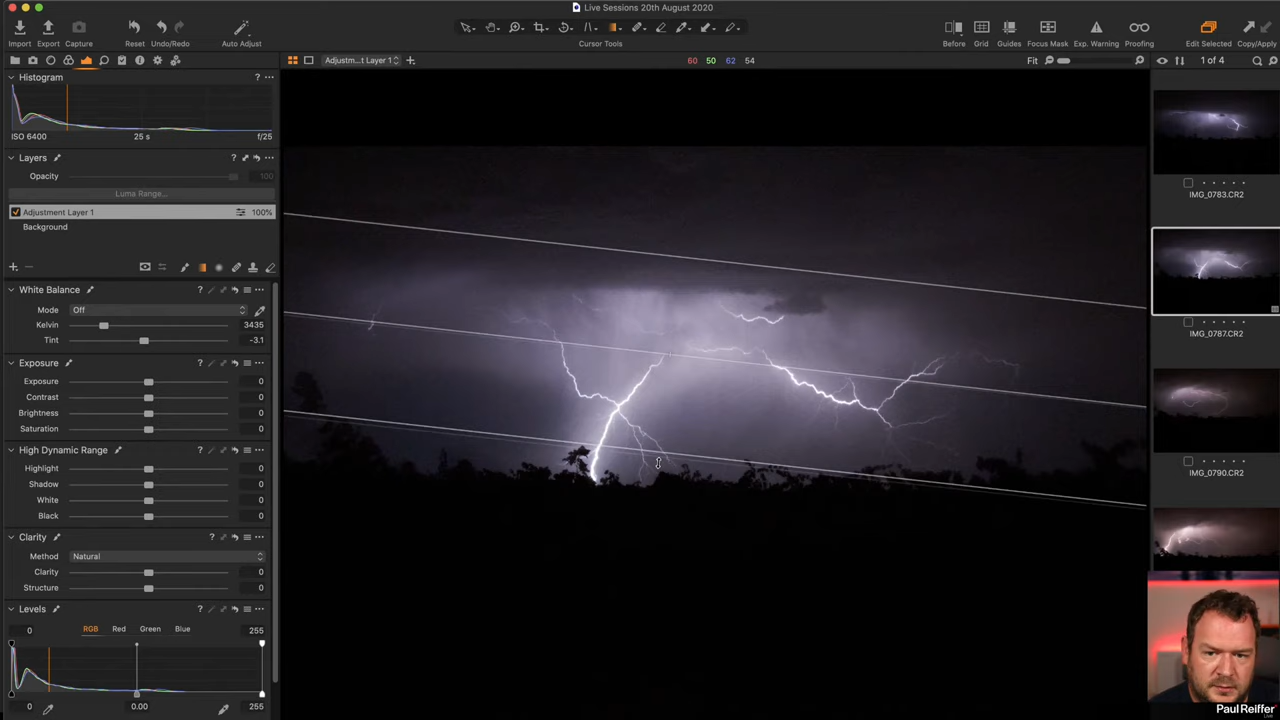 Live Sessions 20th August 2020
Import Export Capture Reset Undo/Redo Auto Adjust Cursor Tools Before Grid Guides Focus Mask Exp. Warning Proofing Edit Selected Copy/Apply
Adjustm...t Layer 1
60 50 62 54
Fit
1 of 4
Histogram
?
ISO 6400 25 s f/25
Layers
?
Opacity 100
Luma Range...
Adjustment Layer 1 100%
Background
White Balance
?
Mode Off
Kelvin 3435
Tint -3.1
Exposure
?
Exposure 0
Contrast 0
Brightness 0
Saturation 0
High Dynamic Range
?
Highlight 0
Shadow 0
White 0
Black 0
Clarity
?
Method Natural
Clarity 0
Structure 0
Levels
?
0 RGB Red Green Blue 255
0 0.00 255
IMG_0783.CR2
IMG_0787.CR2
IMG_0790.CR2
Paul Reiffer
Live